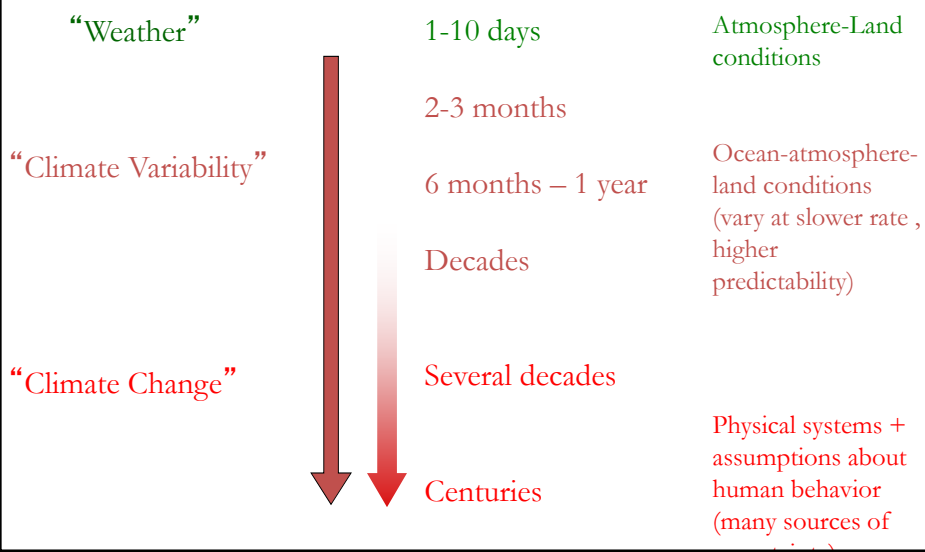 “Weather”
1-10 days
Atmosphere-Land
conditions
2-3 months
“Climate Variability”
6 months – 1 year
Ocean-atmosphere-
land conditions
(vary at slower rate ,
higher
predictability)
Decades
“Climate Change”
Several decades
Centuries
Physical systems +
assumptions about
human behavior
(many sources of